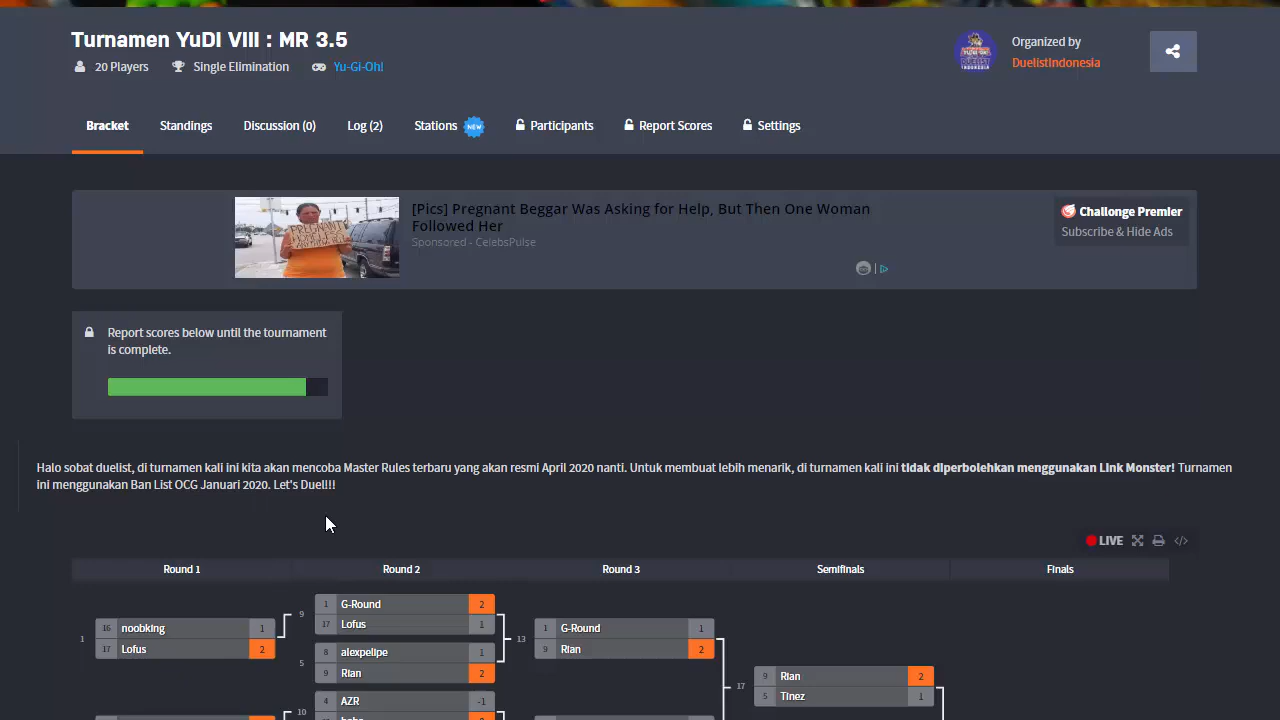 Turnamen YuDI VIII : MR 3.5
20 Players Single Elimination Yu-Gi-Oh!
Organized by
DuelistIndonesia
Bracket Standings Discussion (0) Log (2) Stations NEW Participants Report Scores Settings
[Pics] Pregnant Beggar Was Asking for Help, But Then One Woman
Followed Her
Sponsored - CelebsPulse
Challonge Premier
Subscribe & Hide Ads
Report scores below until the tournament
is complete.
Halo sobat duelist, di turnamen kali ini kita akan mencoba Master Rules terbaru yang akan resmi April 2020 nanti. Untuk membuat lebih menarik, di turnamen kali ini tidak diperbolehkan menggunakan Link Monster! Turnamen
ini menggunakan Ban List OCG Januari 2020. Let's Duel!!!
LIVE
Round 1 Round 2 Round 3 Semifinals Finals
1
16 noobking 1
17 Lofus 2
9
1 G-Round 2
17 Lofus 1
5
8 alexpelipe 1
9 Rian 2
10
4 AZR -1
13
1 G-Round 1
9 Rian 2
17
9 Rian 2
5 Tinez 1